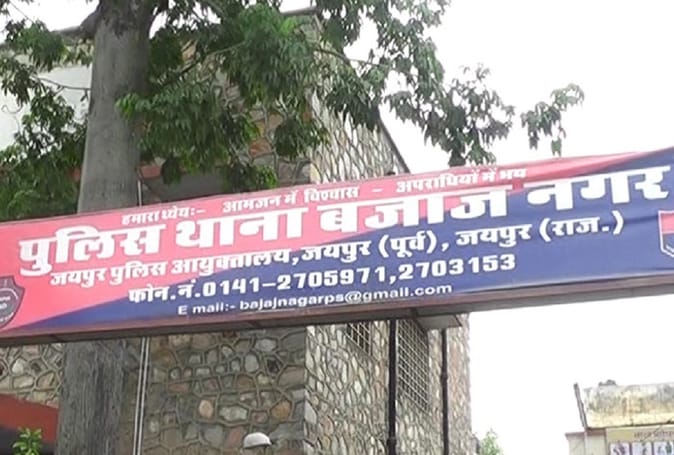 हमारा ध्येय:- आमजन में विश्वास - अपराधियों में भय
पुलिस थाना बजाज नगर
जयपुर पुलिस आयुक्तालय, जयपुर (पूर्व), जयपुर (राज.)
फोन.नं.0141-2705971,2703153
E mail:- bajajnagarps@gmail.com